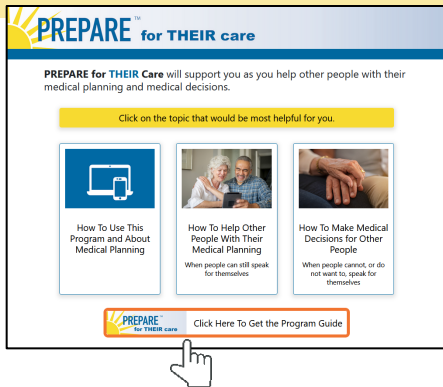 PREPARE™ for THEIR care
PREPARE for THEIR Care will support you as you help other people with their
medical planning and medical decisions.
Click on the topic that would be most helpful for you.
How To Use This
Program and About
Medical Planning
How To Help Other
People With Their
Medical Planning
When people can still speak
for themselves
How To Make Medical
Decisions for Other
People
When people cannot, or do
not want to, speak for
themselves
PREPARE™
for THEIR care
Click Here To Get the Program Guide